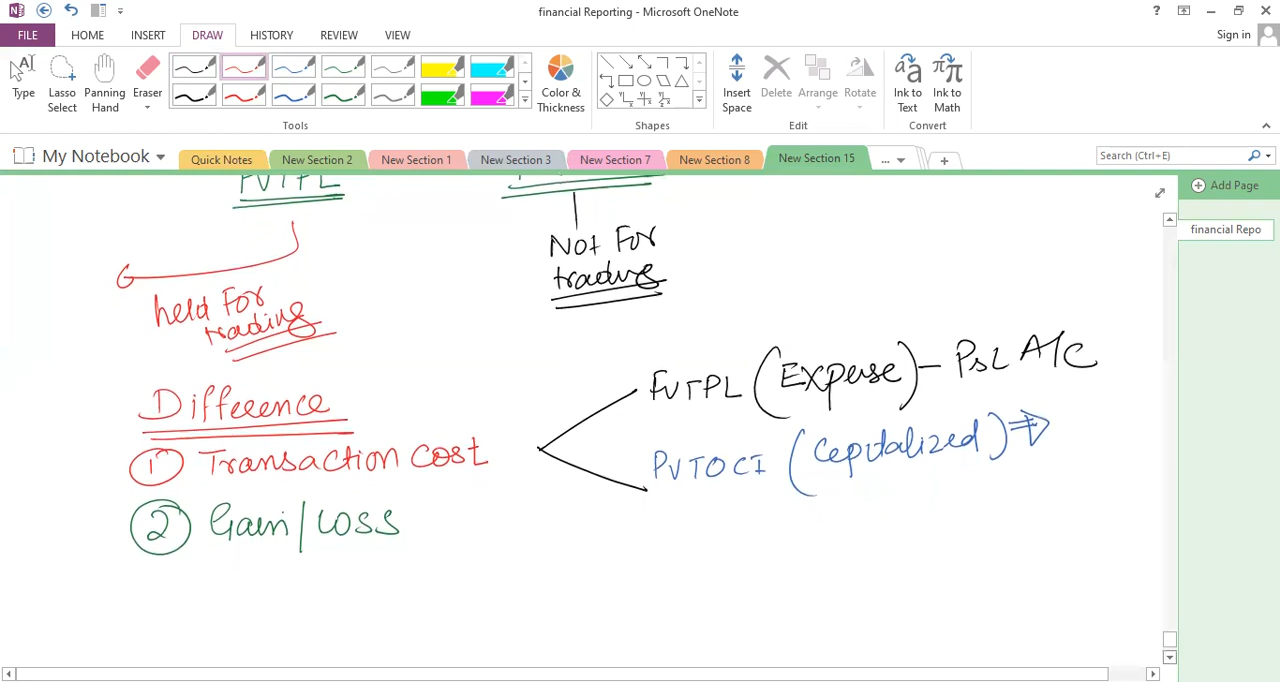 financial Reporting - Microsoft OneNote
?
Sign in
FILE HOME INSERT DRAW HISTORY REVIEW VIEW
Type
Lasso Select
Panning Hand
Eraser
Color & Thickness
Insert Space
Delete
Arrange
Rotate
Ink to Text
Ink to Math
Tools
Shapes
Edit
Convert
My Notebook
Quick Notes
New Section 2
New Section 1
New Section 3
New Section 7
New Section 8
New Section 15
...
Search (Ctrl+E)
Add Page
financial Repo
FVTPL
Not For
trading
held For
trading
Difference
① Transaction cost
FVTPL (Expense) - P&L A/C
FVTOCI (Capitalized) ⇒
② Gain/Loss